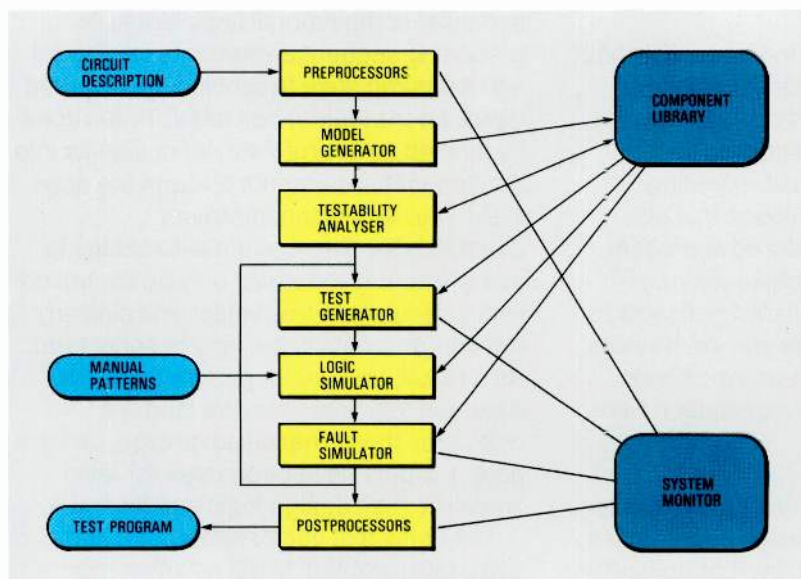 CIRCUIT
DESCRIPTION
PREPROCESSORS
COMPONENT
LIBRARY
MODEL
GENERATOR
TESTABILITY
ANALYSER
TEST
GENERATOR
MANUAL
PATTERNS
LOGIC
SIMULATOR
FAULT
SIMULATOR
SYSTEM
MONITOR
TEST PROGRAM
POSTPROCESSORS